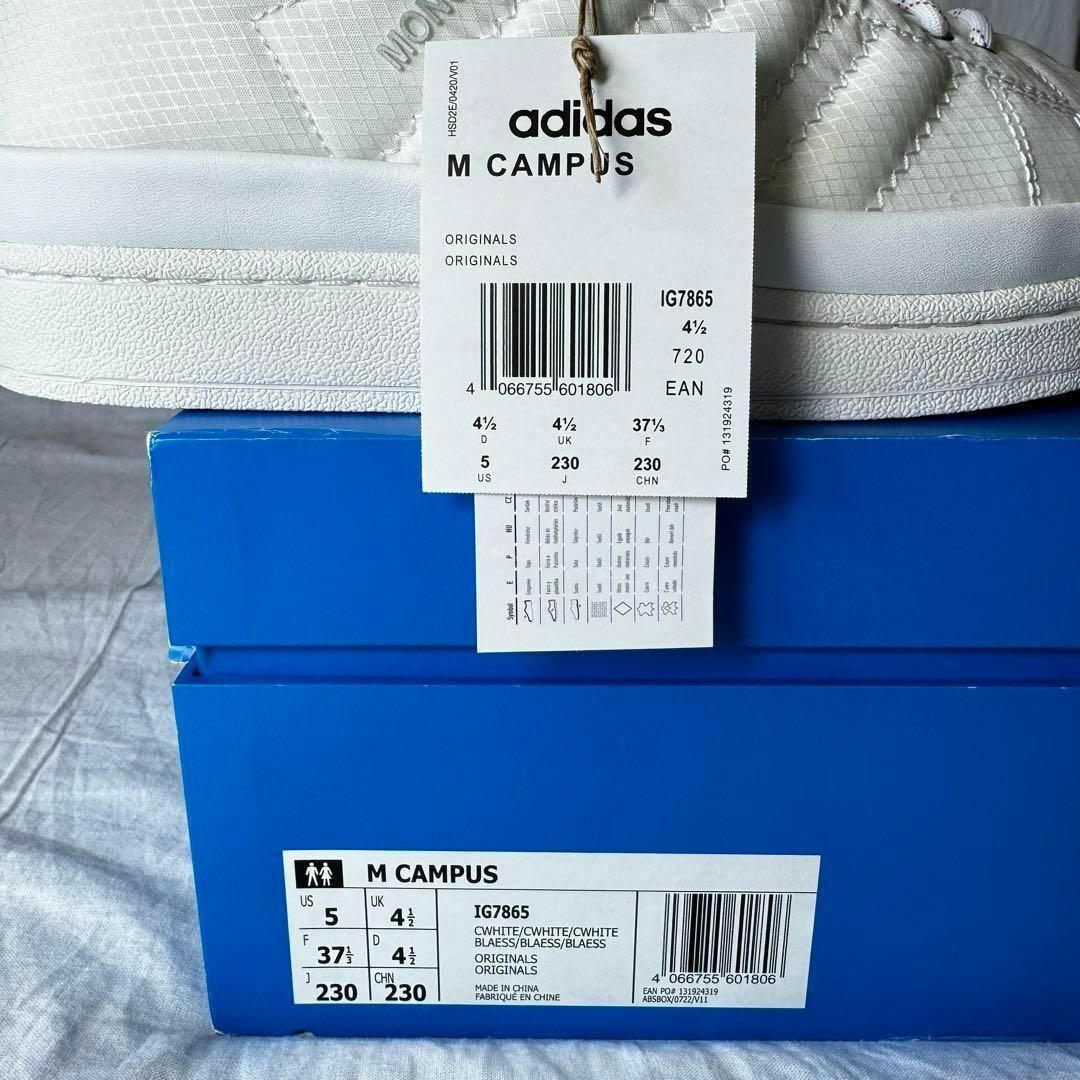 MON
HSD2E/0420/V01
adidas
M CAMPUS
ORIGINALS
ORIGINALS
IG7865
4½
720
EAN
4 066755 601806
PO# 131924319
4½ 4½ 37⅓
D UK F
5 230 230
US J CHN
Symbol E P HU CZ
M CAMPUS
US 5 UK 4½
F 37⅓ D 4½
J 230 CHN 230
IG7865
CWHITE/CWHITE/CWHITE
BLAESS/BLAESS/BLAESS
ORIGINALS
ORIGINALS
MADE IN CHINA
FABRIQUÉ EN CHINE
4 066755 601806
EAN PO# 131924319
ABSBOX/0722/V11